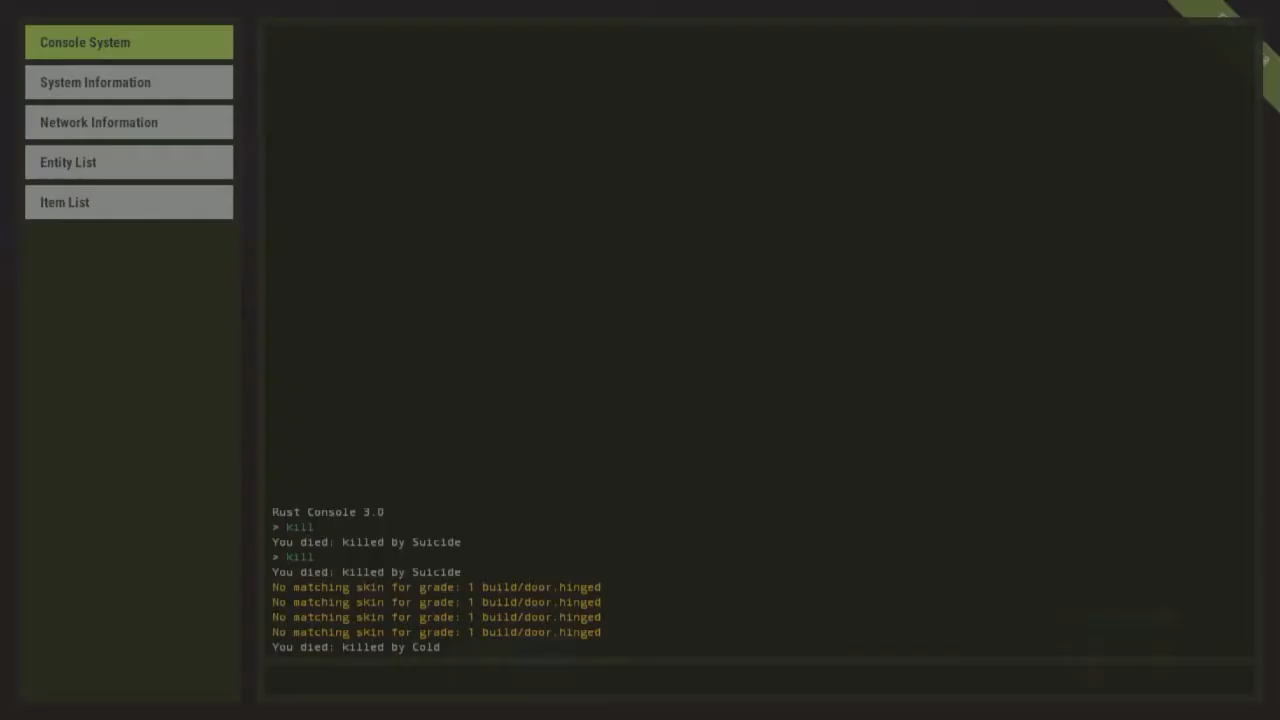 Console System
System Information
Network Information
Entity List
Item List
Rust Console 3.0
> kill
You died: killed by Suicide
> kill
You died: killed by Suicide
No matching skin for grade: 1 build/door.hinged
No matching skin for grade: 1 build/door.hinged
No matching skin for grade: 1 build/door.hinged
No matching skin for grade: 1 build/door.hinged
You died: killed by Cold